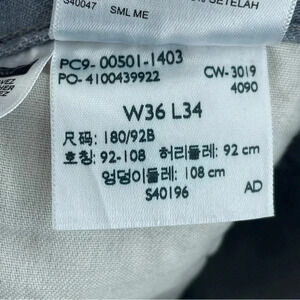 S40047 SML ME
% SETELAH
PC9- 00501-1403
PO- 4100439922 CW-3019
4090
W36 L34
尺码: 180/92B
호칭: 92-108 허리둘레: 92 cm
엉덩이둘레: 108 cm
S40196 AD